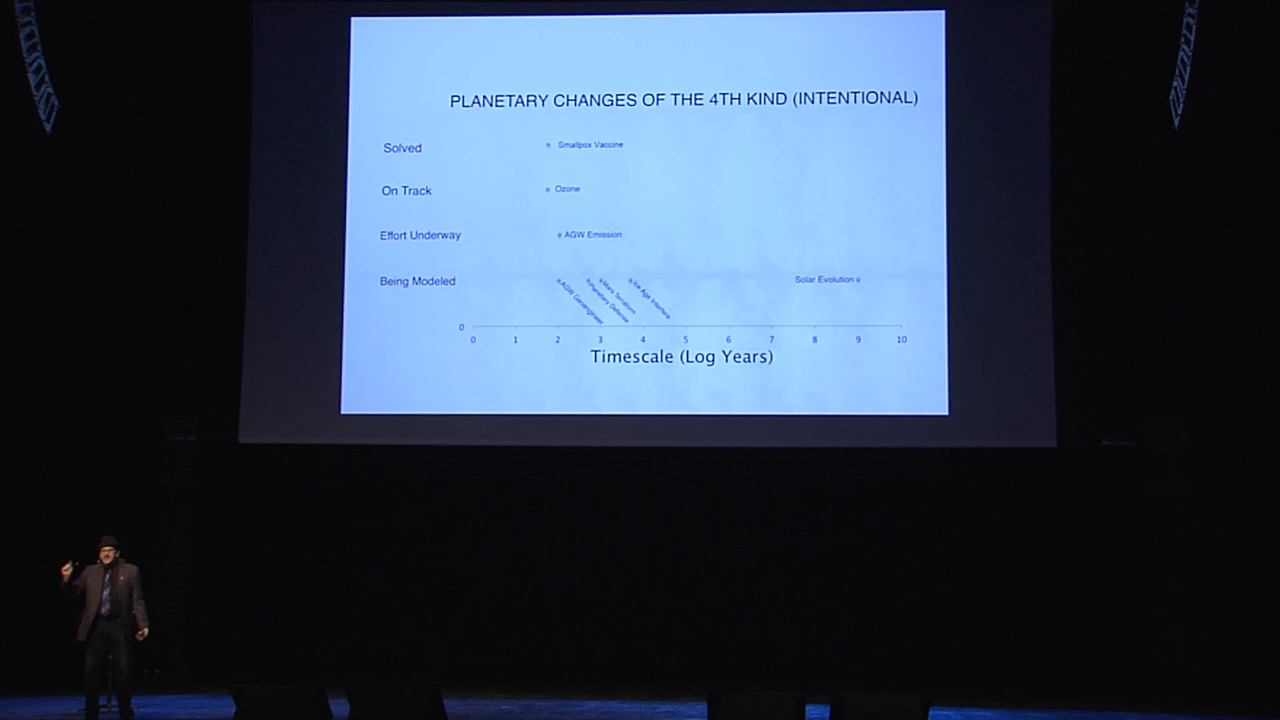 PLANETARY CHANGES OF THE 4TH KIND (INTENTIONAL)
Solved
Smallpox Vaccine
On Track
Ozone
Effort Underway
AGW Emission
Being Modeled
AGW Geoengineer
Planetary Defense
Mars Terraform
Ice Age Interfere
Solar Evolution
0
0 1 2 3 4 5 6 7 8 9 10
Timescale (Log Years)